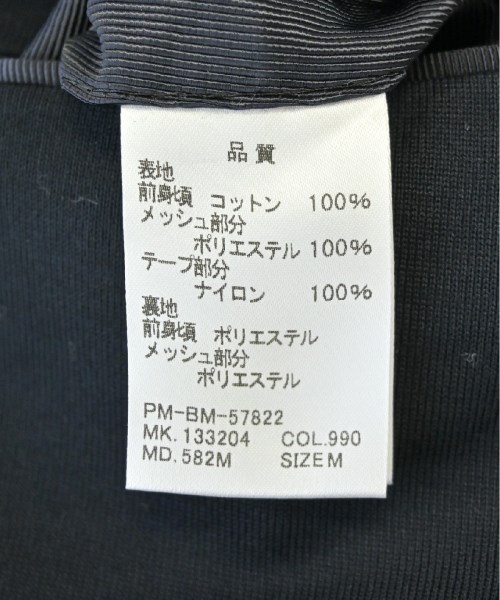 品質
表地
前身頃 コットン 100%
メッシュ部分
ポリエステル 100%
テープ部分
ナイロン 100%
裏地
前身頃 ポリエステル
メッシュ部分
ポリエステル
PM-BM-57822
MK. 133204 COL. 990
MD. 582M SIZE M